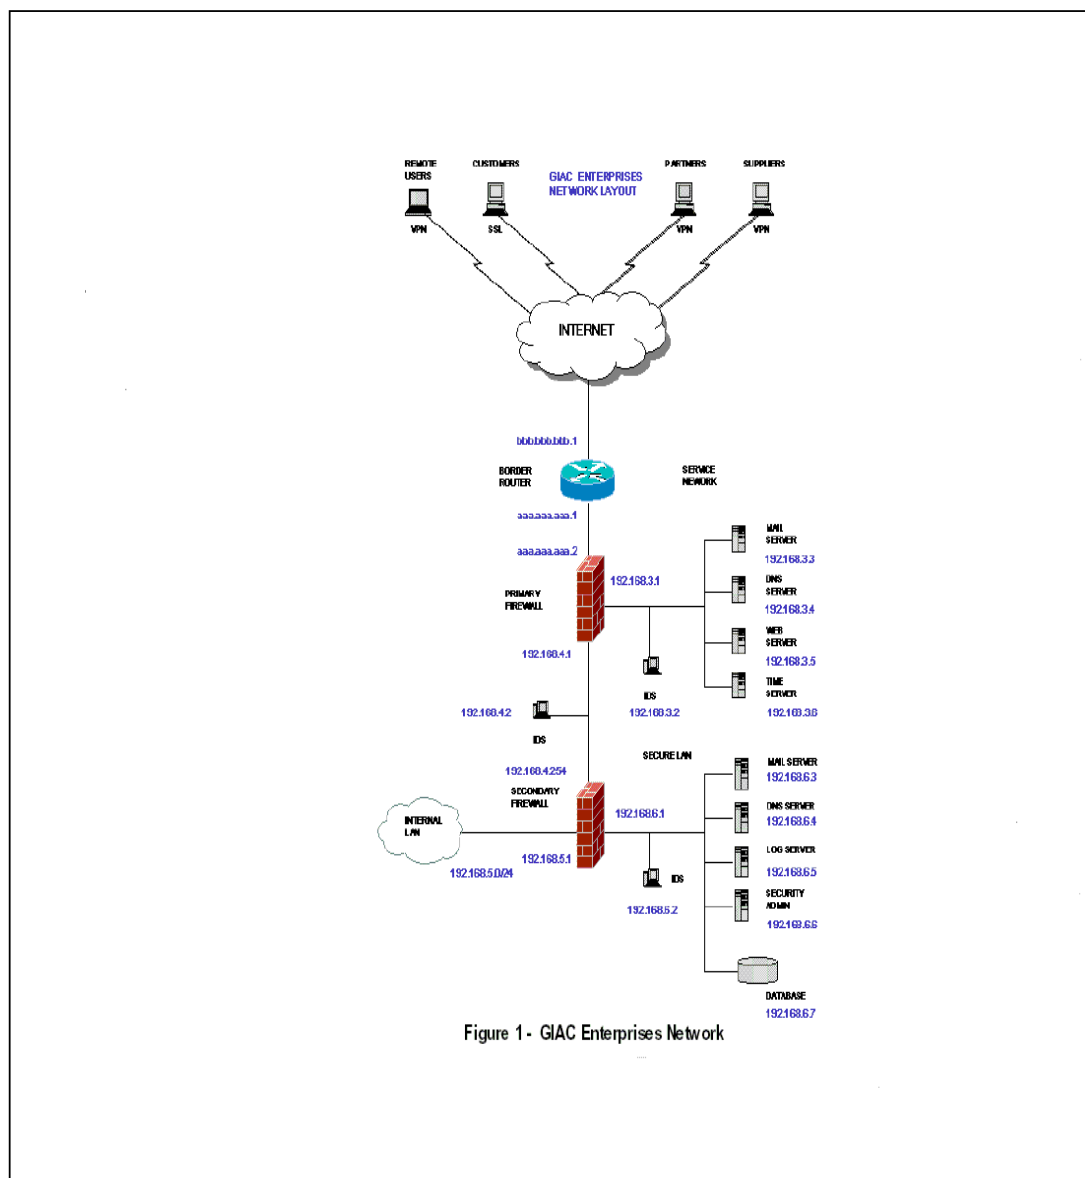 REMOTE
USERS
CUSTOMERS
GIAC ENTERPRISES
NETWORK LAYOUT
PARTNERS
SUPPLIERS
VPN
SSL
VPN
VPN
INTERNET
bbb.bbb.bbb.1
BORDER
ROUTER
SERVICE
NEWORK
aaa.aaa.aaa.1
aaa.aaa.aaa.2
MAIL
SERVER
192.168.3.3
192.168.3.1
DNS
SERVER
192.168.3.4
PRIMARY
FIREWALL
WEB
SERVER
192.168.3.5
192.168.4.1
TIME
SERVER
192.168.3.6
IDS
192.168.3.2
192.168.4.2
IDS
SECURE LAN
192.168.4.254
MAIL SERVER
192.168.6.3
SECONDARY
FIREWALL
192.168.6.1
DNS SERVER
192.168.6.4
INTERNAL
LAN
192.168.5.1
192.168.5.0/24
LOG SERVER
192.168.6.5
IDS
192.168.6.2
SECURITY
ADMIN
192.168.6.6
DATABASE
192.168.6.7
Figure 1 - GIAC Enterprises Network